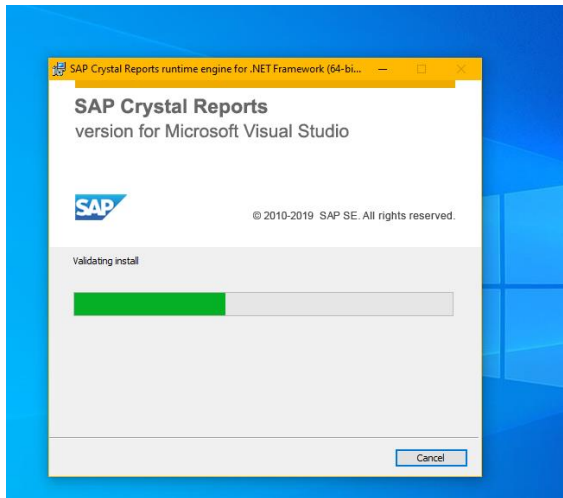 SAP Crystal Reports runtime engine for .NET Framework (64-bi...
SAP Crystal Reports
version for Microsoft Visual Studio
SAP
© 2010-2019 SAP SE. All rights reserved.
Validating install
Cancel